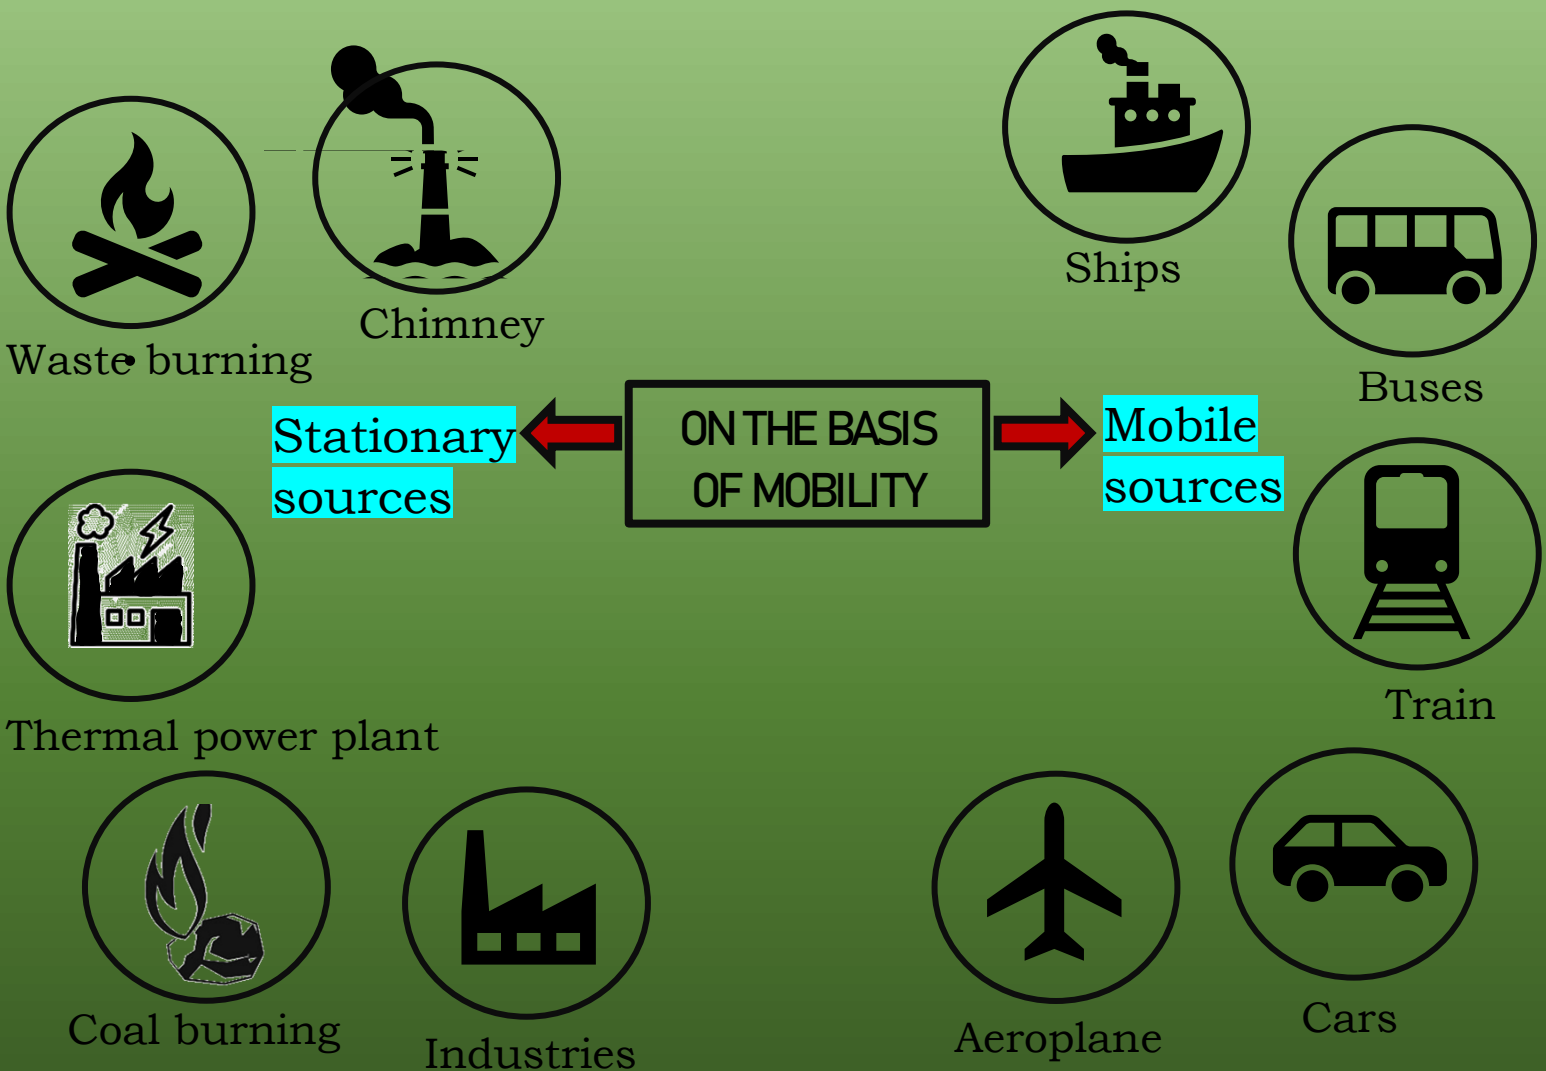 Ships
Chimney
Waste burning
Buses
Stationary
sources
ON THE BASIS
OF MOBILITY
Mobile
sources
Train
Thermal power plant
Cars
Coal burning
Industries
Aeroplane